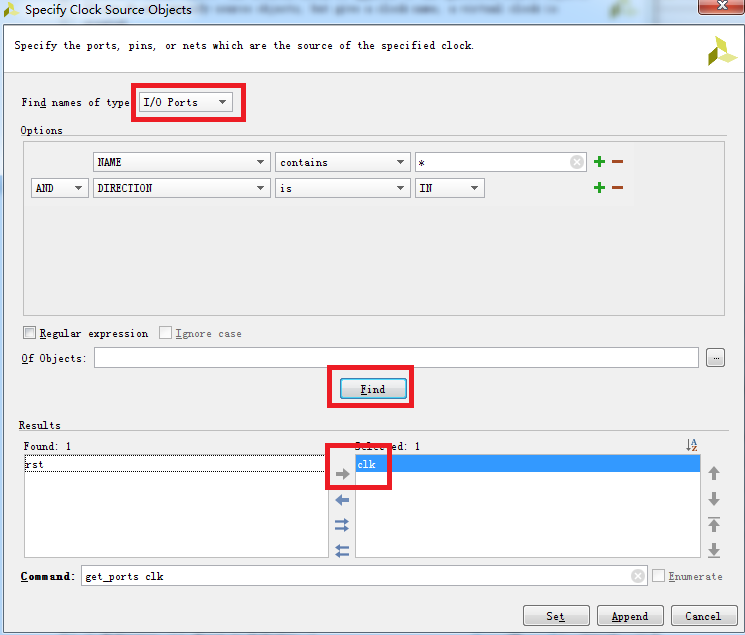 Specify Clock Source Objects
Specify the ports, pins, or nets which are the source of the specified clock.
Find names of type I/O Ports
Options
NAME contains *
AND DIRECTION is IN
Regular expression Ignore case
Of Objects: ...
Find
Results
Found: 1 Selected: 1
rst clk
Command: get_ports clk Enumerate
Set Append Cancel